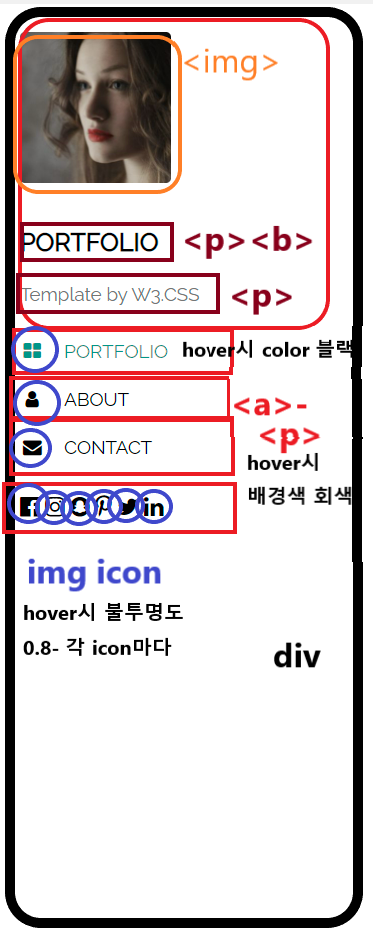 <img>
PORTFOLIO
<p><b>
Template by W3.CSS
<p>
PORTFOLIO
hover시 color 블랙
ABOUT
<a>-
<p>
CONTACT
hover시
배경색 회색
img icon
hover시 불투명도
0.8- 각 icon마다
div